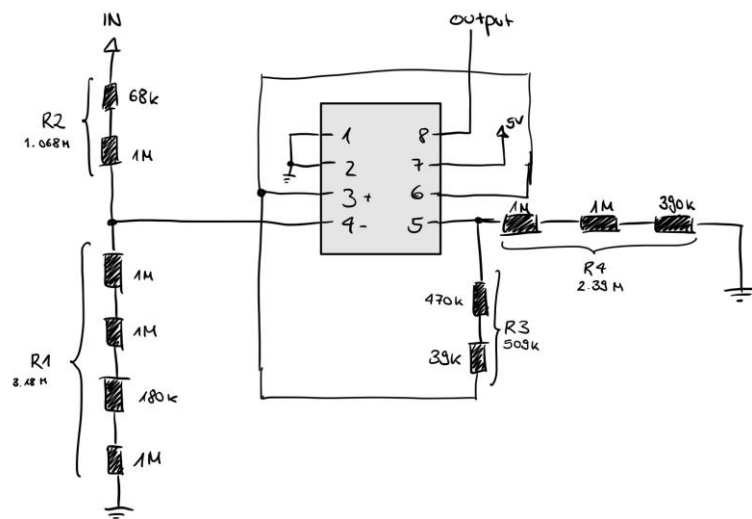 IN
output
68k
R2
1.068M
1M
1 8
5V
2 7
3 + 6
4 - 5
1M 1M 390k
R4
2.39M
1M
470k
R3
509k
1M
39k
R1
3.18M
180k
1M